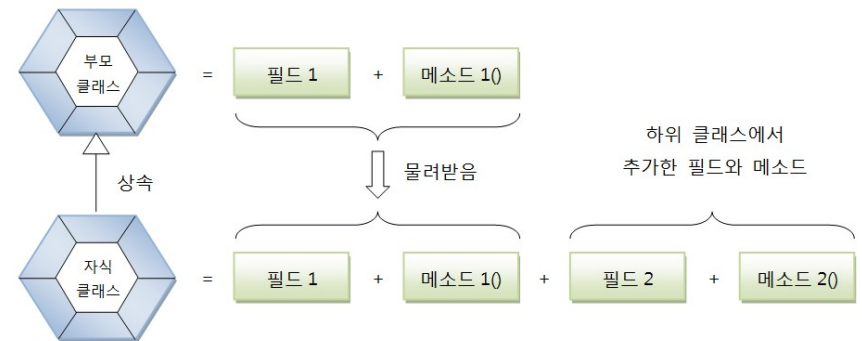 부모
클래스
= 필드 1 + 메소드 1()
상속
물려받음
하위 클래스에서
추가한 필드와 메소드
자식
클래스
= 필드 1 + 메소드 1() + 필드 2 + 메소드 2()